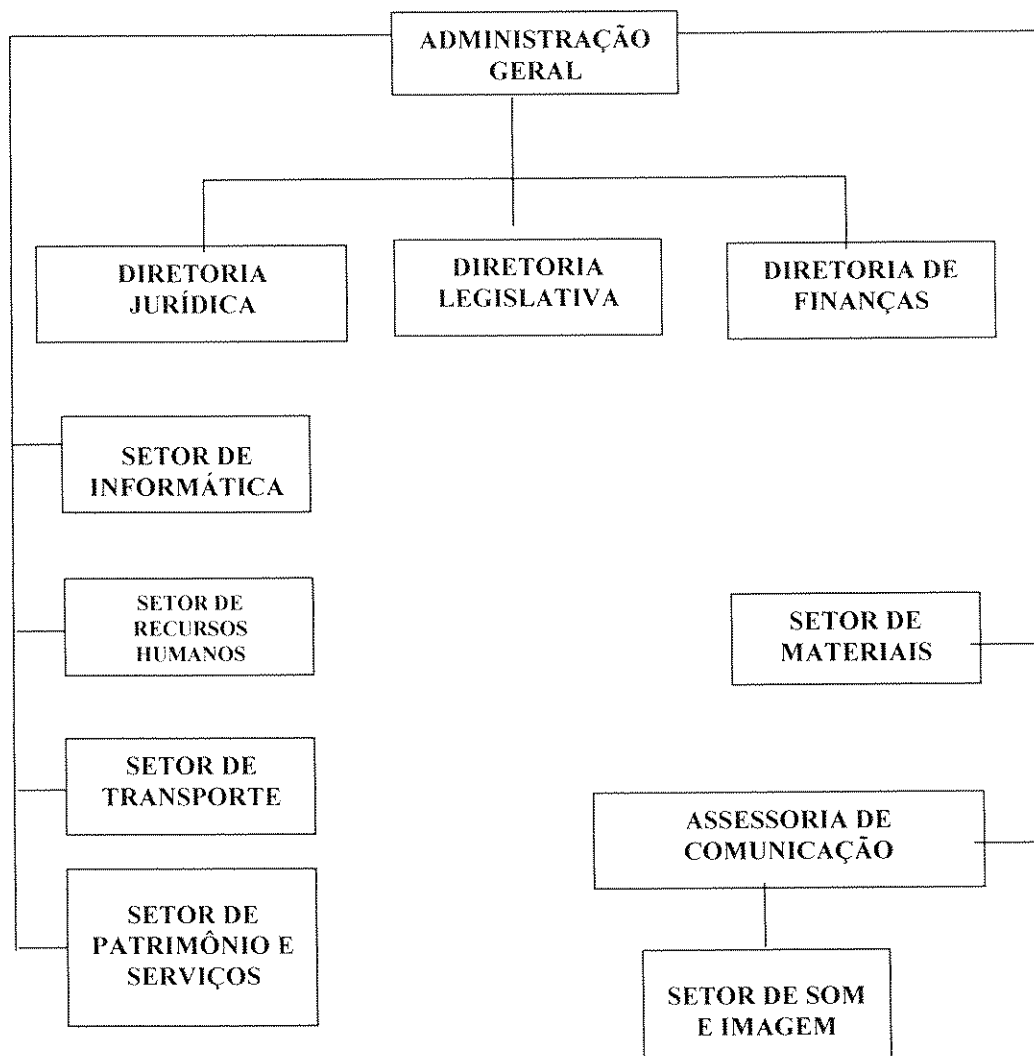 ADMINISTRAÇÃO
GERAL
DIRETORIA
JURÍDICA
DIRETORIA
LEGISLATIVA
DIRETORIA DE
FINANÇAS
SETOR DE
INFORMÁTICA
SETOR DE
RECURSOS
HUMANOS
SETOR DE
MATERIAIS
SETOR DE
TRANSPORTE
ASSESSORIA DE
COMUNICAÇÃO
SETOR DE
PATRIMÔNIO E
SERVIÇOS
SETOR DE SOM
E IMAGEM